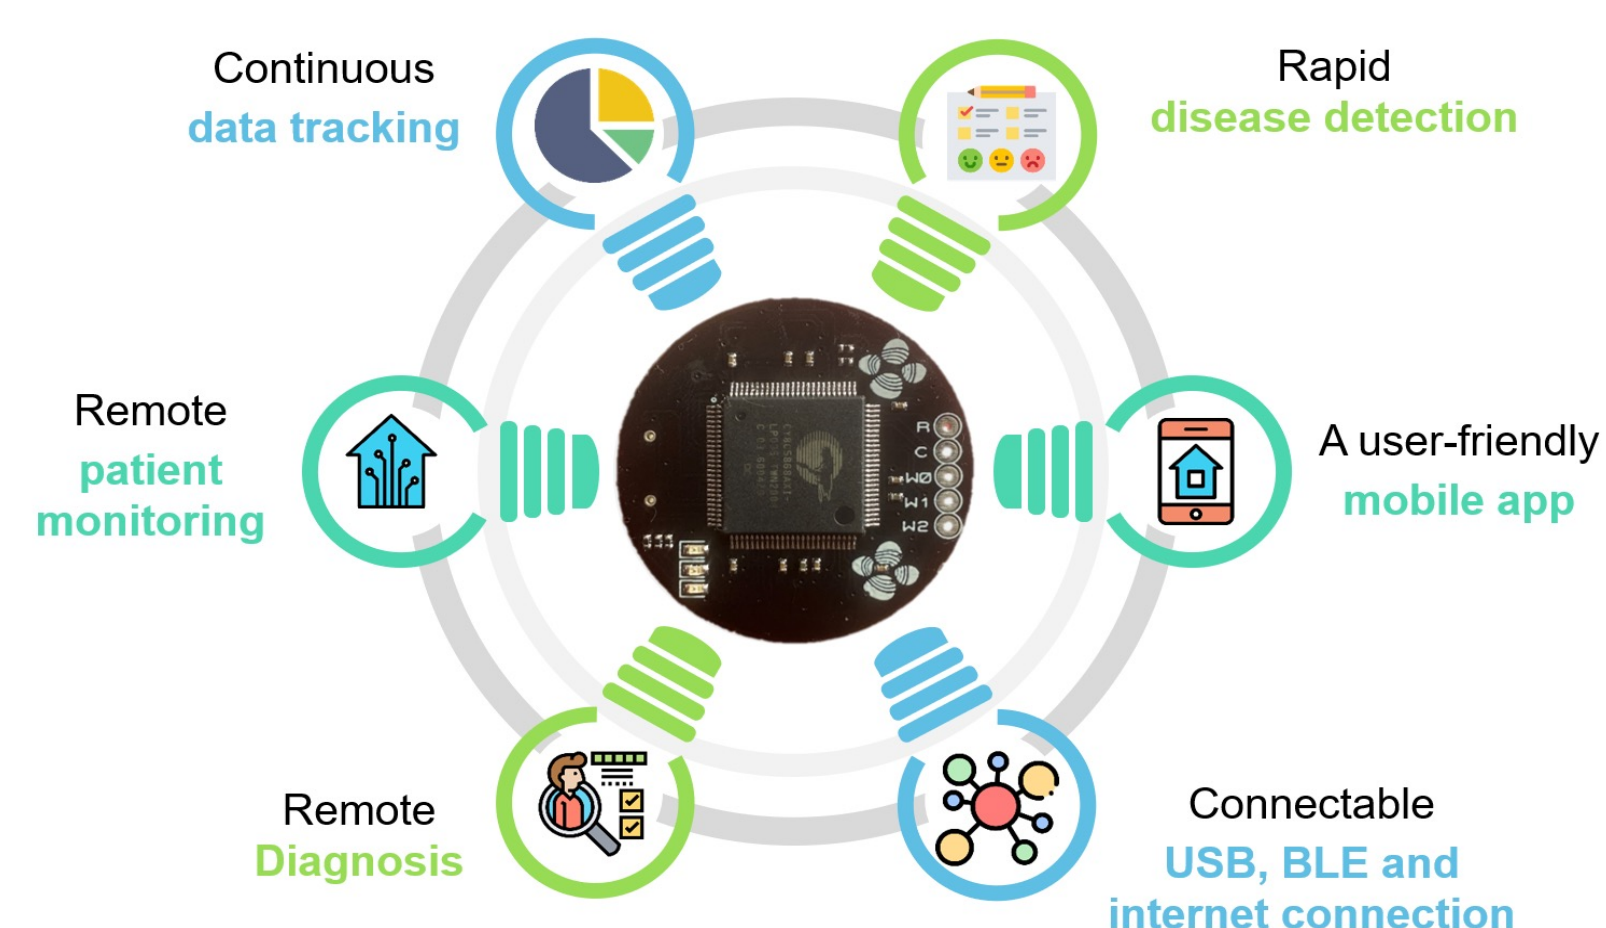 Continuous
data tracking
Rapid
disease detection
Remote
patient
monitoring
A user-friendly
mobile app
R
C
W0
W1
W2
Remote
Diagnosis
Connectable
USB, BLE and
internet connection